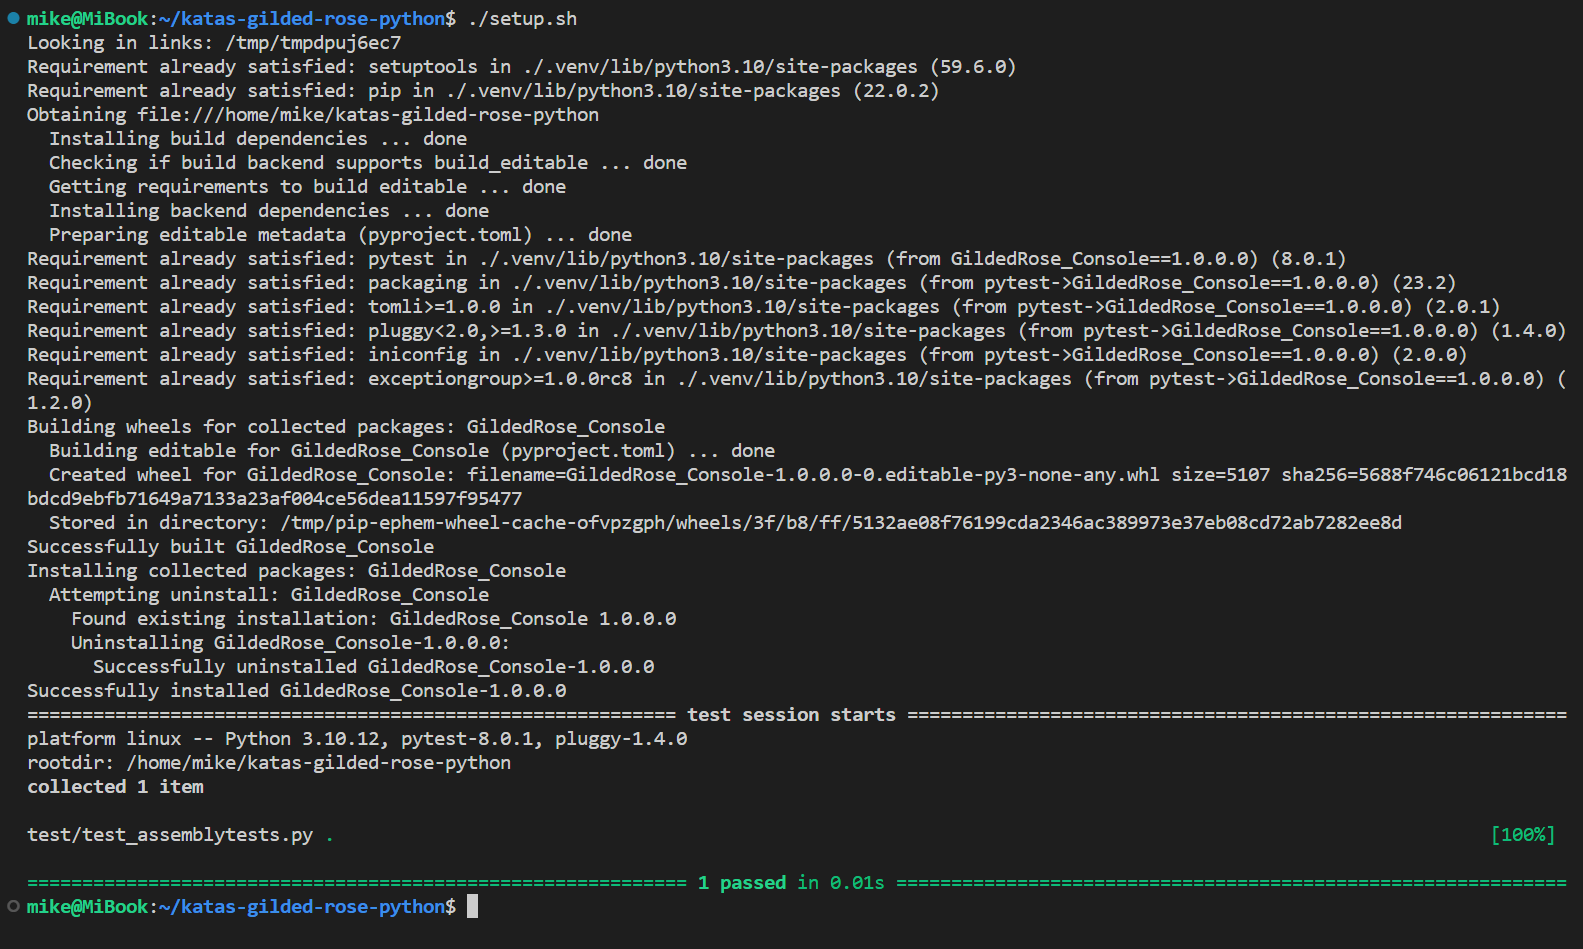 mike@MiBook:~/katas-gilded-rose-python$ ./setup.sh
Looking in links: /tmp/tmpdpuj6ec7
Requirement already satisfied: setuptools in ./.venv/lib/python3.10/site-packages (59.6.0)
Requirement already satisfied: pip in ./.venv/lib/python3.10/site-packages (22.0.2)
Obtaining file:///home/mike/katas-gilded-rose-python
  Installing build dependencies ... done
  Checking if build backend supports build_editable ... done
  Getting requirements to build editable ... done
  Installing backend dependencies ... done
  Preparing editable metadata (pyproject.toml) ... done
Requirement already satisfied: pytest in ./.venv/lib/python3.10/site-packages (from GildedRose_Console==1.0.0.0) (8.0.1)
Requirement already satisfied: packaging in ./.venv/lib/python3.10/site-packages (from pytest->GildedRose_Console==1.0.0.0) (23.2)
Requirement already satisfied: tomli>=1.0.0 in ./.venv/lib/python3.10/site-packages (from pytest->GildedRose_Console==1.0.0.0) (2.0.1)
Requirement already satisfied: pluggy<2.0,>=1.3.0 in ./.venv/lib/python3.10/site-packages (from pytest->GildedRose_Console==1.0.0.0) (1.4.0)
Requirement already satisfied: iniconfig in ./.venv/lib/python3.10/site-packages (from pytest->GildedRose_Console==1.0.0.0) (2.0.0)
Requirement already satisfied: exceptiongroup>=1.0.0rc8 in ./.venv/lib/python3.10/site-packages (from pytest->GildedRose_Console==1.0.0.0) (
1.2.0)
Building wheels for collected packages: GildedRose_Console
  Building editable for GildedRose_Console (pyproject.toml) ... done
  Created wheel for GildedRose_Console: filename=GildedRose_Console-1.0.0.0-0.editable-py3-none-any.whl size=5107 sha256=5688f746c06121bcd18
bdcd9ebfb71649a7133a23af004ce56dea11597f95477
  Stored in directory: /tmp/pip-ephem-wheel-cache-ofvpzgph/wheels/3f/b8/ff/5132ae08f76199cda2346ac389973e37eb08cd72ab7282ee8d
Successfully built GildedRose_Console
Installing collected packages: GildedRose_Console
  Attempting uninstall: GildedRose_Console
    Found existing installation: GildedRose_Console 1.0.0.0
    Uninstalling GildedRose_Console-1.0.0.0:
      Successfully uninstalled GildedRose_Console-1.0.0.0
Successfully installed GildedRose_Console-1.0.0.0
=========================================================== test session starts ============================================================
platform linux -- Python 3.10.12, pytest-8.0.1, pluggy-1.4.0
rootdir: /home/mike/katas-gilded-rose-python
collected 1 item

test/test_assemblytests.py .                                                                                                         [100%]

============================================================ 1 passed in 0.01s =============================================================
mike@MiBook:~/katas-gilded-rose-python$